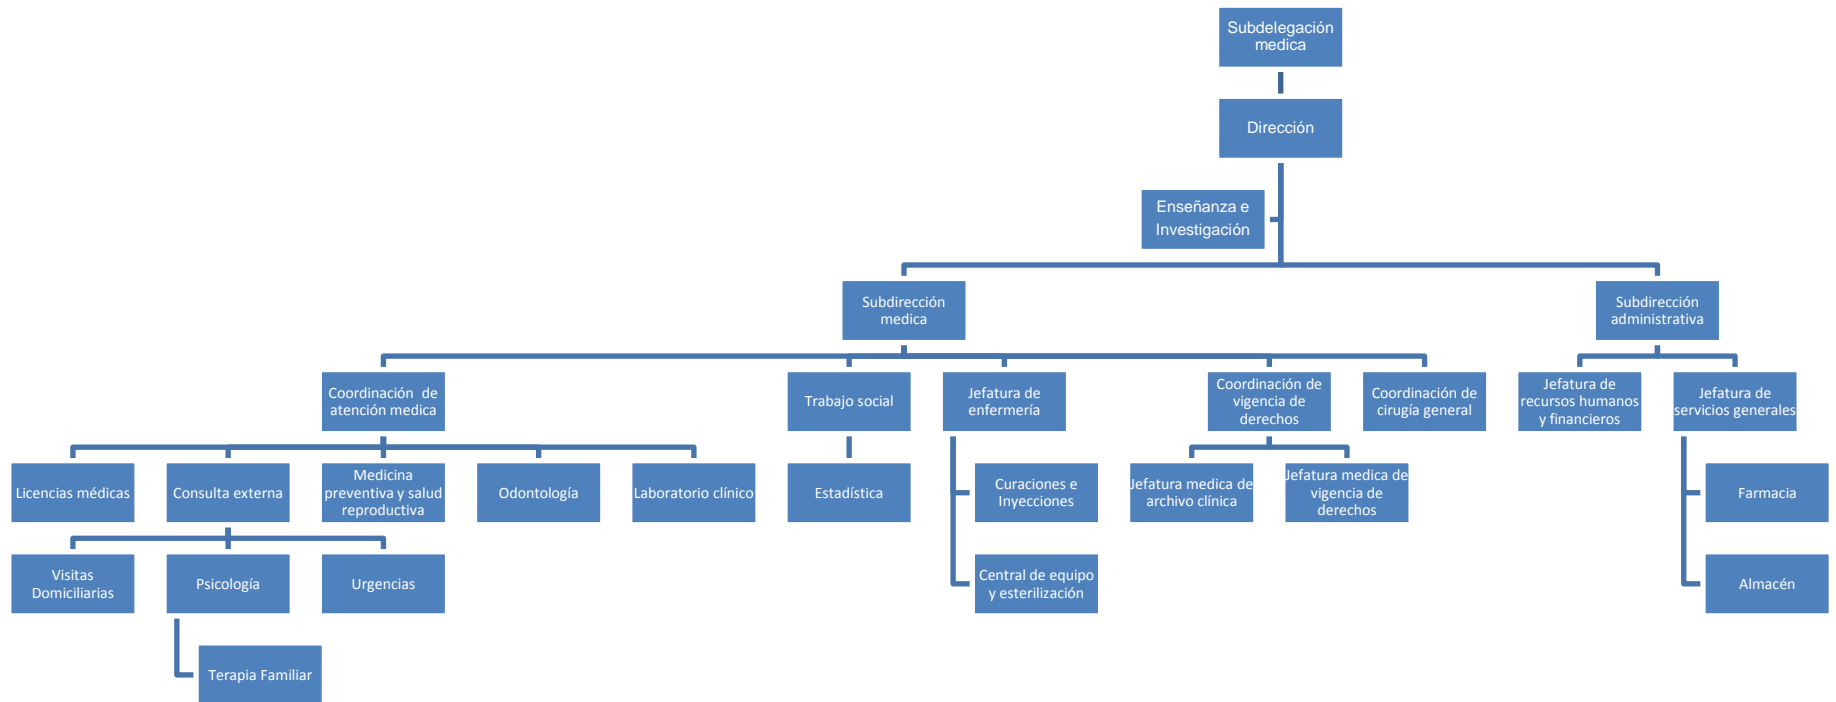 Subdelegación
medica
Dirección
Enseñanza e
Investigación
Subdirección
medica
Subdirección
administrativa
Coordinación de
atención medica
Trabajo social
Jefatura de
enfermería
Coordinación de
vigencia de
derechos
Coordinación de
cirugía general
Jefatura de
recursos humanos
y financieros
Jefatura de
servicios generales
Licencias médicas
Consulta externa
Medicina
preventiva y salud
reproductiva
Odontología
Laboratorio clínico
Estadística
Curaciones e
Inyecciones
Jefatura medica de
archivo clínica
Jefatura medica de
vigencia de
derechos
Farmacia
Visitas
Domiciliarias
Psicología
Urgencias
Central de equipo
y esterilización
Almacén
Terapia Familiar